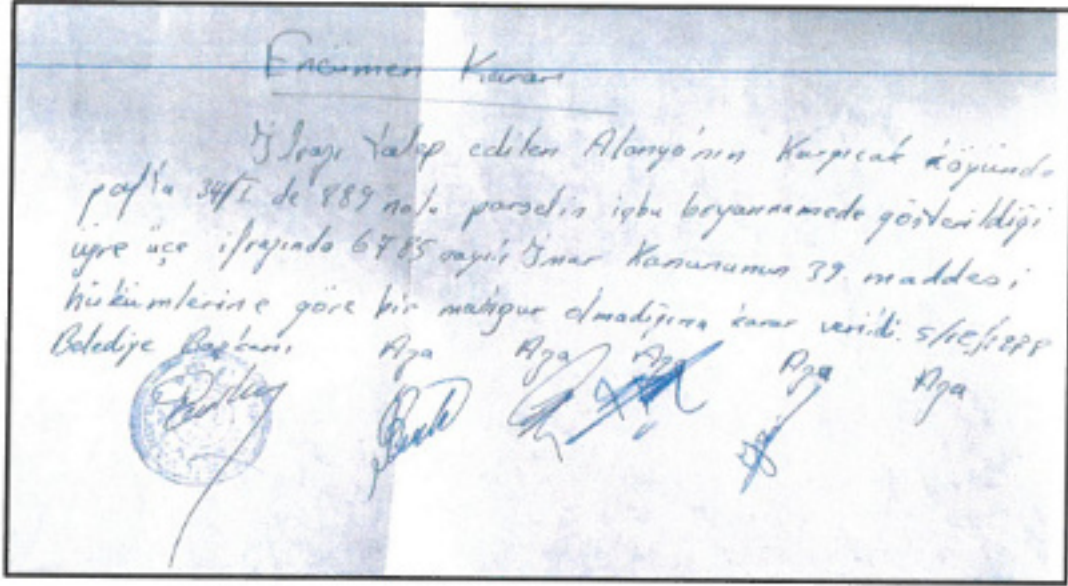 Encümen Kararı
İfrazı talep edilen Alanya'nın Kargıcak köyünde
pafta 34/I de 889 nolu parselin işbu beyannamede gösterildiği
üzre üçe ifrazında 6785 sayılı İmar Kanununun 39. maddesi
hükümlerine göre bir mahzur olmadığına karar verildi. 5/12/
Belediye Başkanı Aza Aza Aza Aza Aza